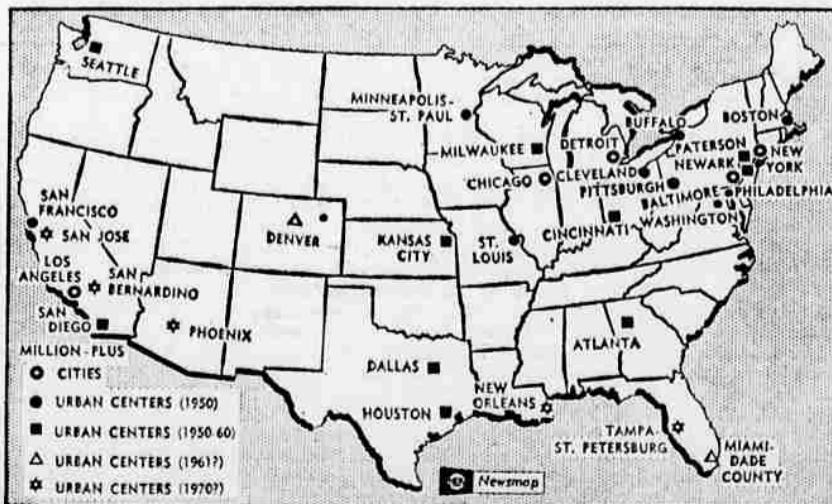 SEATTLE
MINNEAPOLIS-
ST. PAUL
BUFFALO
BOSTON
MILWAUKEE
DETROIT
PATERSON
NEWARK
NEW
YORK
CHICAGO
CLEVELAND
PITTSBURGH
PHILADELPHIA
BALTIMORE
WASHINGTON
SAN
FRANCISCO
SAN JOSE
DENVER
KANSAS
CITY
ST.
LOUIS
CINCINNATI
LOS
ANGELES
SAN
BERNARDINO
SAN
DIEGO
PHOENIX
ATLANTA
DALLAS
NEW
ORLEANS
HOUSTON
TAMPA-
ST. PETERSBURG
MIAMI-
DADE
COUNTY
MILLION-PLUS
CITIES
URBAN CENTERS (1950)
URBAN CENTERS (1950-60)
URBAN CENTERS (1961?)
URBAN CENTERS (1970?)
Newsmap